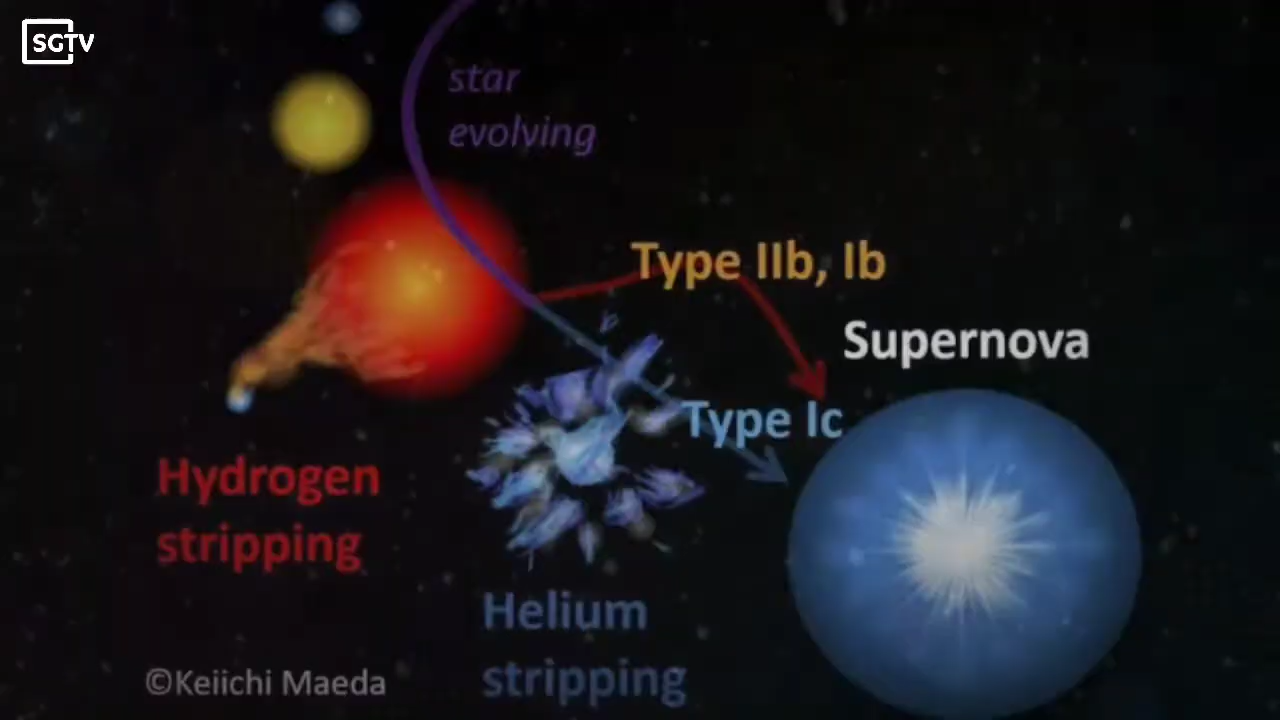 SGTV
star
evolving
Type IIb, Ib
Supernova
Type Ic
Hydrogen
stripping
Helium
stripping
©Keiichi Maeda